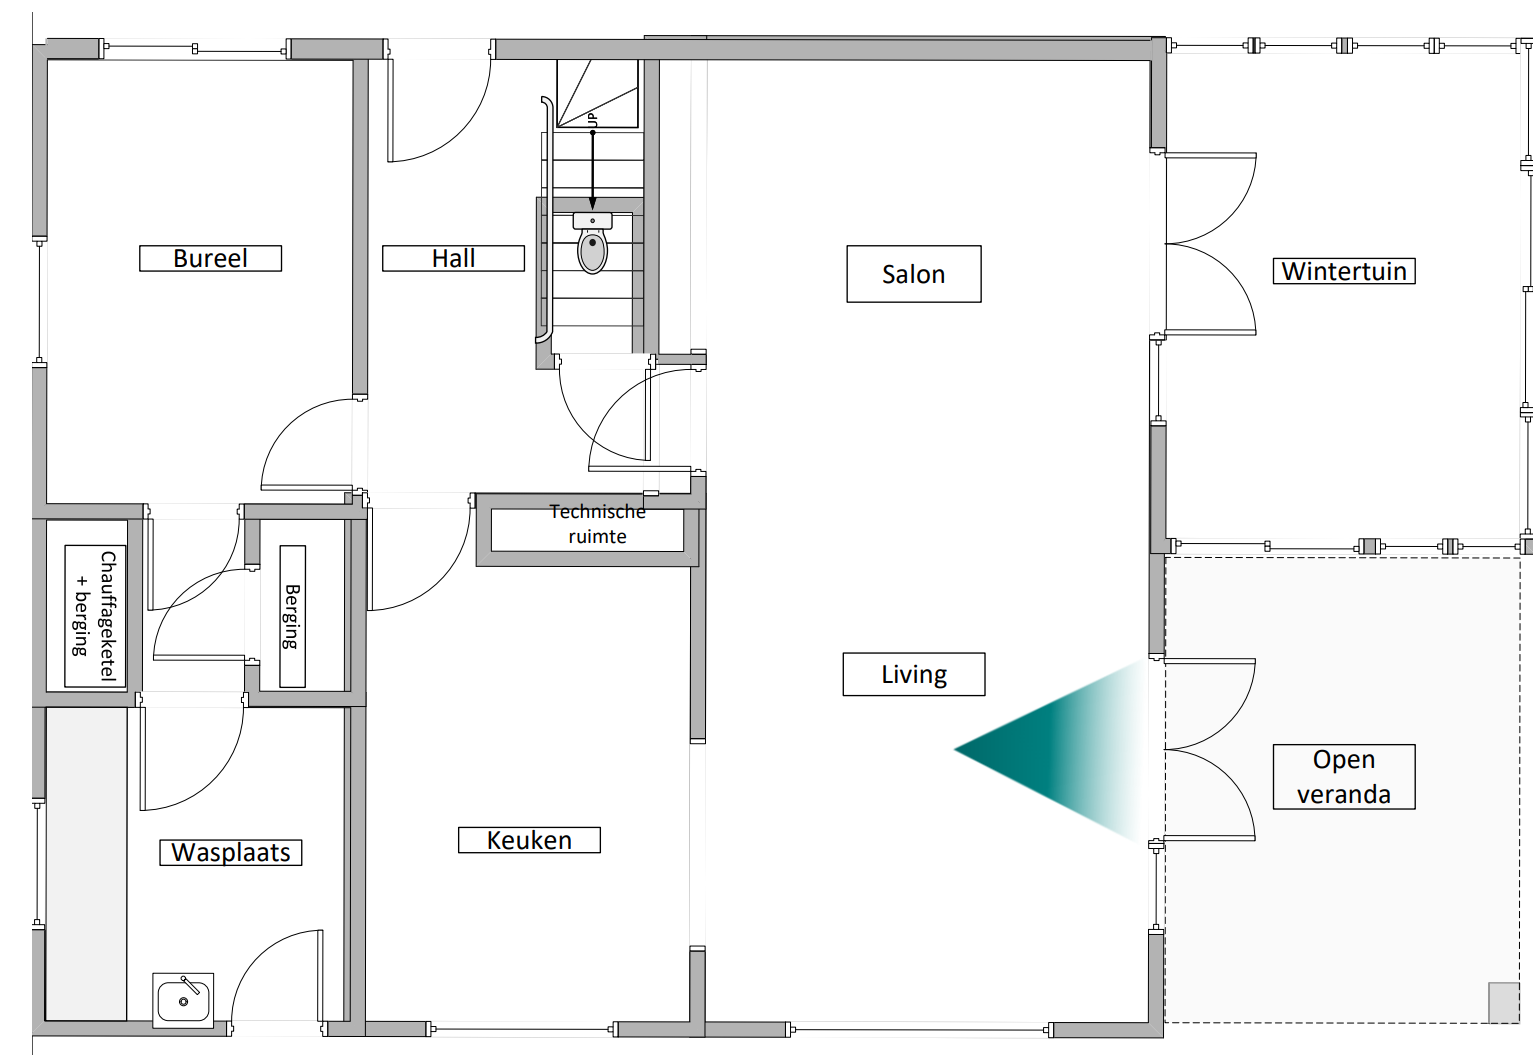 UP
Bureel
Hall
Salon
Wintertuin
Technische
ruimte
Chauffageketel
+ berging
Berging
Living
Open
veranda
Keuken
Wasplaats